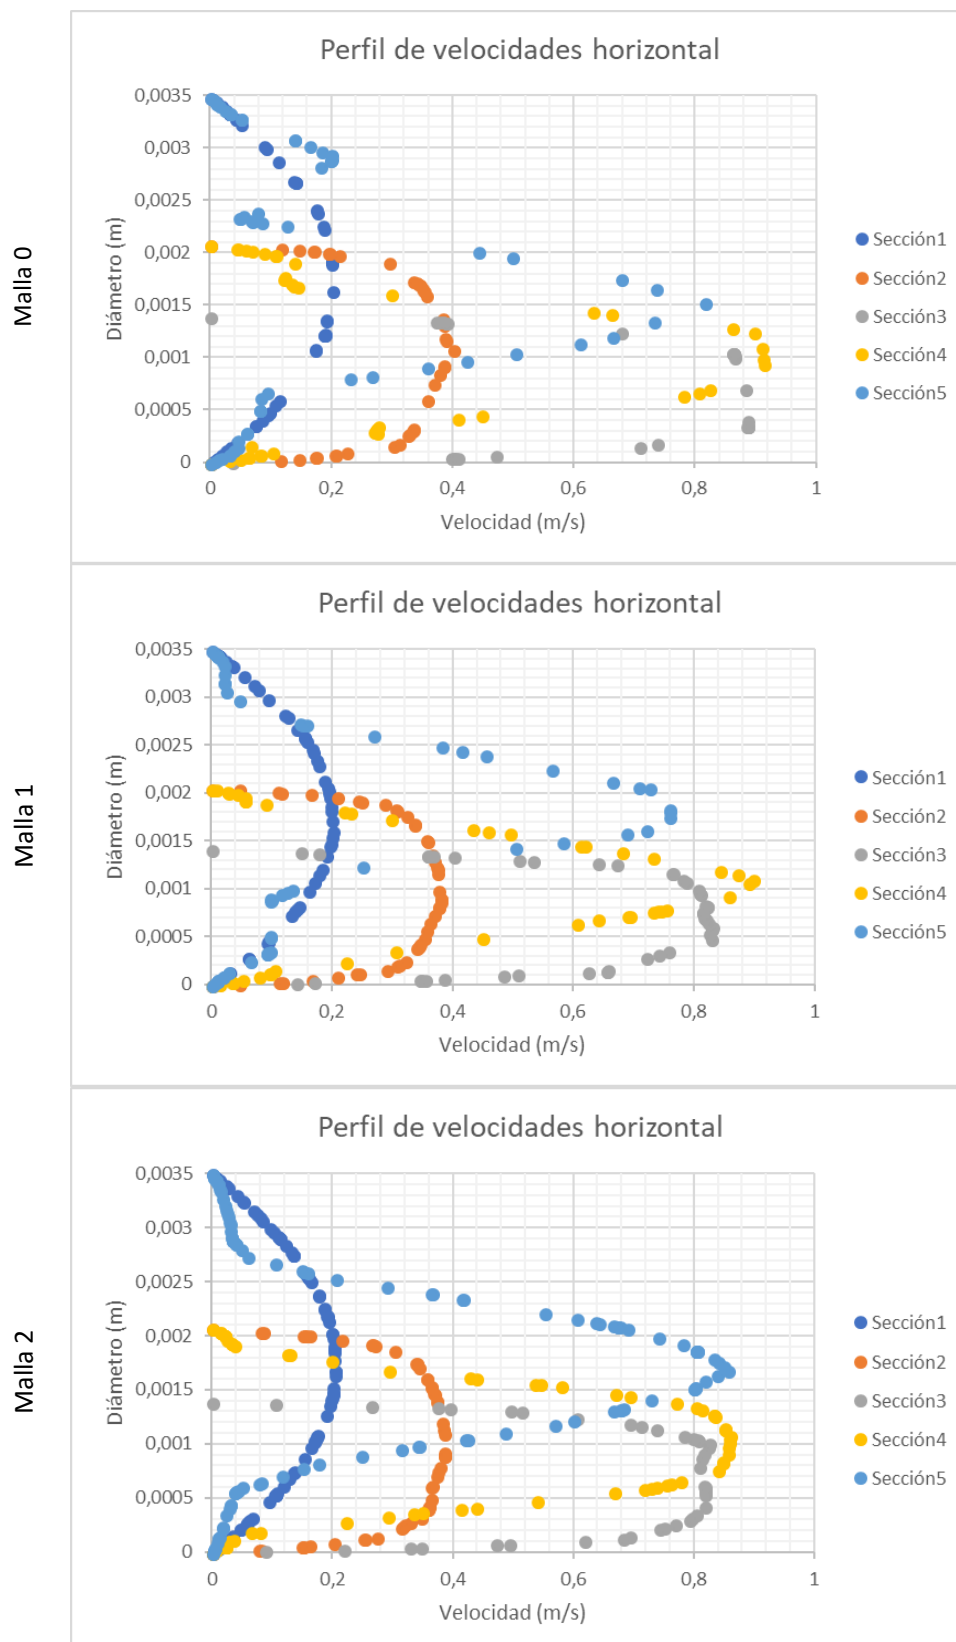 Malla 0
Perfil de velocidades horizontal
Diámetro (m)
0,0035
0,003
0,0025
0,002
0,0015
0,001
0,0005
0
0 0,2 0,4 0,6 0,8 1
Velocidad (m/s)
Sección1
Sección2
Sección3
Sección4
Sección5
Malla 1
Perfil de velocidades horizontal
Diámetro (m)
0,0035
0,003
0,0025
0,002
0,0015
0,001
0,0005
0
0 0,2 0,4 0,6 0,8 1
Velocidad (m/s)
Sección1
Sección2
Sección3
Sección4
Sección5
Malla 2
Perfil de velocidades horizontal
Diámetro (m)
0,0035
0,003
0,0025
0,002
0,0015
0,001
0,0005
0
0 0,2 0,4 0,6 0,8 1
Velocidad (m/s)
Sección1
Sección2
Sección3
Sección4
Sección5